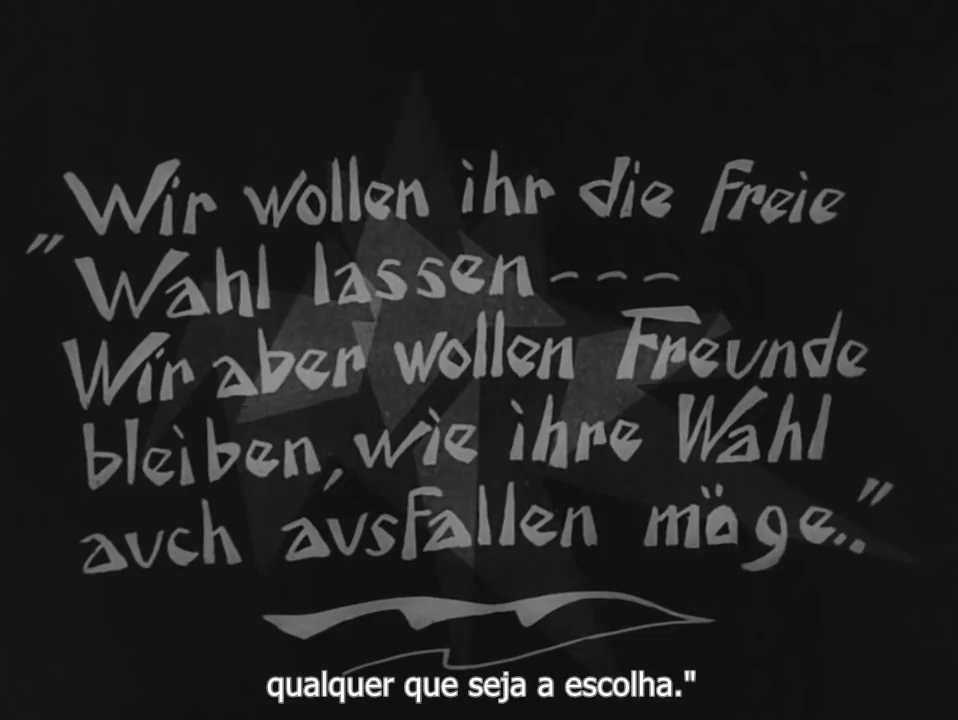 „Wir wollen ihr die freie
Wahl lassen - - -
Wir aber wollen Freunde
bleiben, wie ihre Wahl
auch ausfallen möge.."
qualquer que seja a escolha."